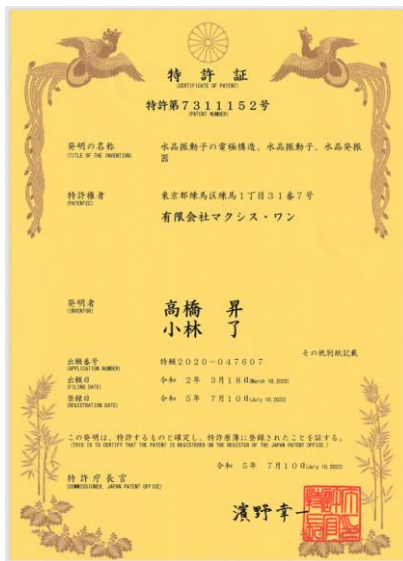 特許証
(CERTIFICATE OF PATENT)
特許第7311152号
(PATENT NUMBER)
発明の名称
(TITLE OF THE INVENTION)
水晶振動子の電極構造、水晶振動子、水晶発振
器
特許権者
(PATENTEE)
東京都練馬区練馬1丁目31番7号
有限会社マクシス・ワン
発明者
(INVENTOR)
高橋 昇
小林 了
その他別紙記載
出願番号
(APPLICATION NUMBER)
特願2020-047607
出願日
(FILING DATE)
令和 2年 3月18日(March 18,2020)
登録日
(REGISTRATION DATE)
令和 5年 7月10日(July 10,2023)
この発明は、特許するものと確定し、特許原簿に登録されたことを証する。
(THIS IS TO CERTIFY THAT THE PATENT IS REGISTERED ON THE REGISTER OF THE JAPAN PATENT OFFICE.)
令和 5年 7月10日(July 10,2023)
特許庁長官
(COMMISSIONER, JAPAN PATENT OFFICE)
濱野幸一